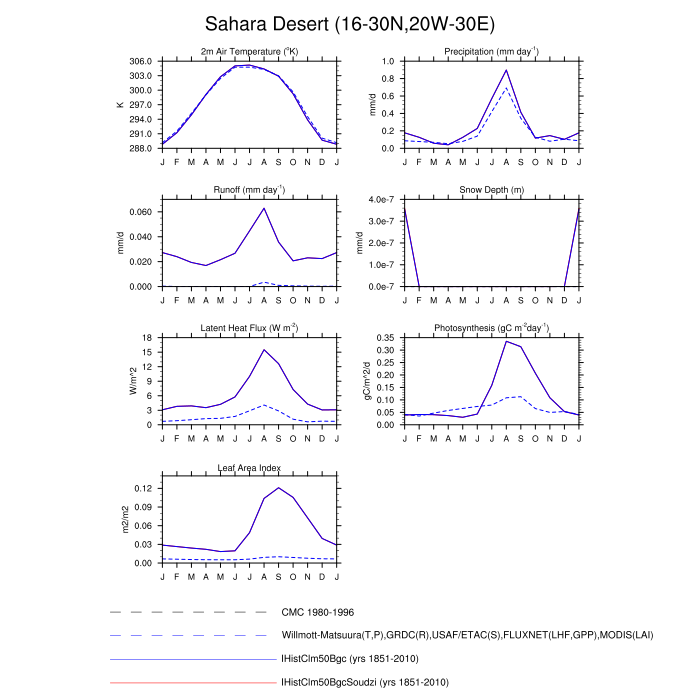 Sahara Desert (16-30N,20W-30E)
2m Air Temperature (°K)
306.0
303.0
300.0
297.0
294.0
291.0
288.0
K
J F M A M J J A S O N D J
Precipitation (mm day⁻¹)
1.0
0.8
0.6
0.4
0.2
0.0
mm/d
J F M A M J J A S O N D J
Runoff (mm day⁻¹)
0.060
0.040
0.020
0.000
mm/d
J F M A M J J A S O N D J
Snow Depth (m)
4.0e-7
3.0e-7
2.0e-7
1.0e-7
0.0e-7
mm/d
J F M A M J J A S O N D J
Latent Heat Flux (W m⁻²)
18
15
12
9
6
3
0
W/m^2
J F M A M J J A S O N D J
Photosynthesis (gC m⁻²day⁻¹)
0.35
0.30
0.25
0.20
0.15
0.10
0.05
0.00
gC/m^2/d
J F M A M J J A S O N D J
Leaf Area Index
0.12
0.09
0.06
0.03
0.00
m2/m2
J F M A M J J A S O N D J
CMC 1980-1996
Willmott-Matsuura(T,P),GRDC(R),USAF/ETAC(S),FLUXNET(LHF,GPP),MODIS(LAI)
IHistClm50Bgc (yrs 1851-2010)
IHistClm50BgcSoudzi (yrs 1851-2010)